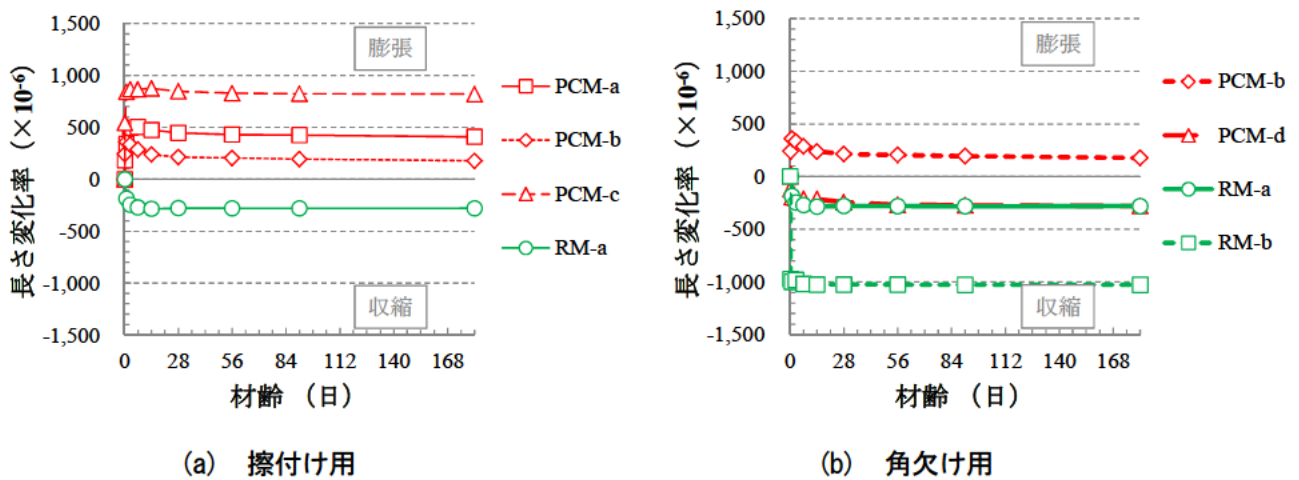 1,500
1,000
500
0
-500
-1,000
-1,500
長さ変化率 (×10⁻⁶)
膨張
収縮
0 28 56 84 112 140 168
材齢 (日)
PCM-a
PCM-b
PCM-c
RM-a
(a) 擦付け用
1,500
1,000
500
0
-500
-1,000
-1,500
長さ変化率 (×10⁻⁶)
膨張
収縮
0 28 56 84 112 140 168
材齢 (日)
PCM-b
PCM-d
RM-a
RM-b
(b) 角欠け用